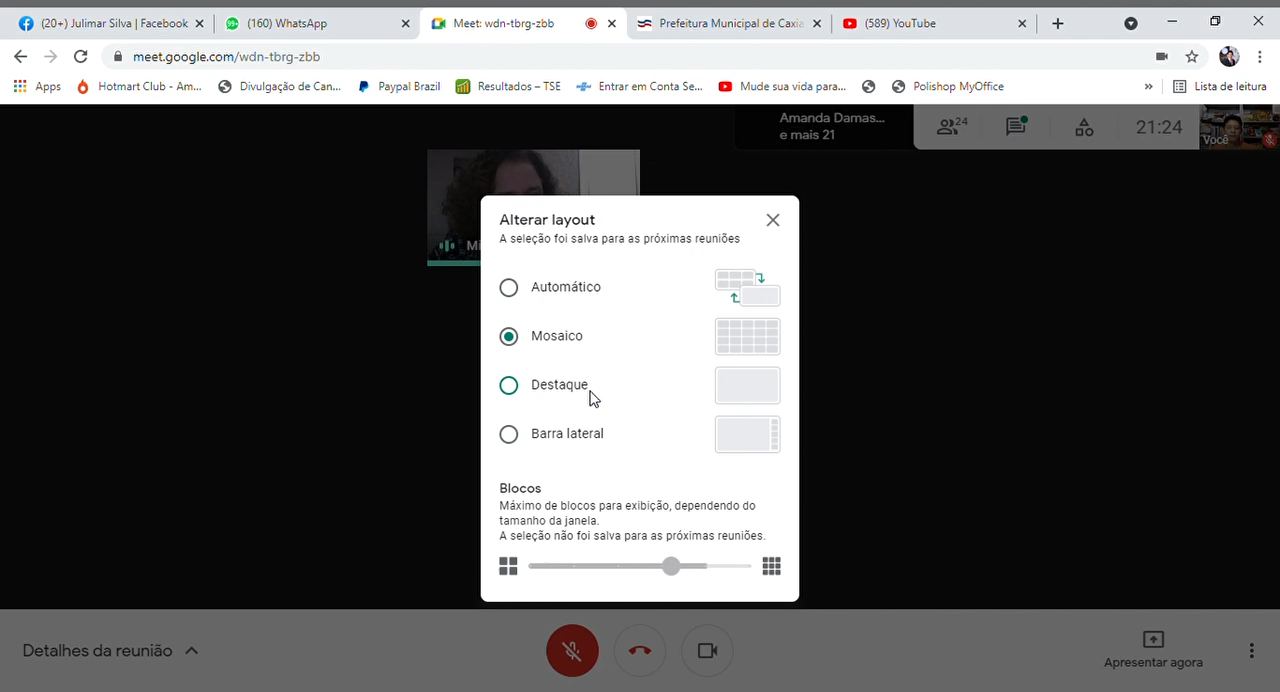 (20+) Julimar Silva | Facebook
99+
(160) WhatsApp
Meet: wdn-tbrg-zbb
Prefeitura Municipal de Caxia
(589) YouTube
meet.google.com/wdn-tbrg-zbb
Apps
Hotmart Club - Am...
Divulgação de Can...
Paypal Brazil
Resultados – TSE
Entrar em Conta Se...
Mude sua vida para...
Polishop MyOffice
»
Lista de leitura
Amanda Damas...
e mais 21
24
21:24
Você
Mi
Alterar layout
A seleção foi salva para as próximas reuniões
Automático
Mosaico
Destaque
Barra lateral
Blocos
Máximo de blocos para exibição, dependendo do
tamanho da janela.
A seleção não foi salva para as próximas reuniões.
Detalhes da reunião
Apresentar agora